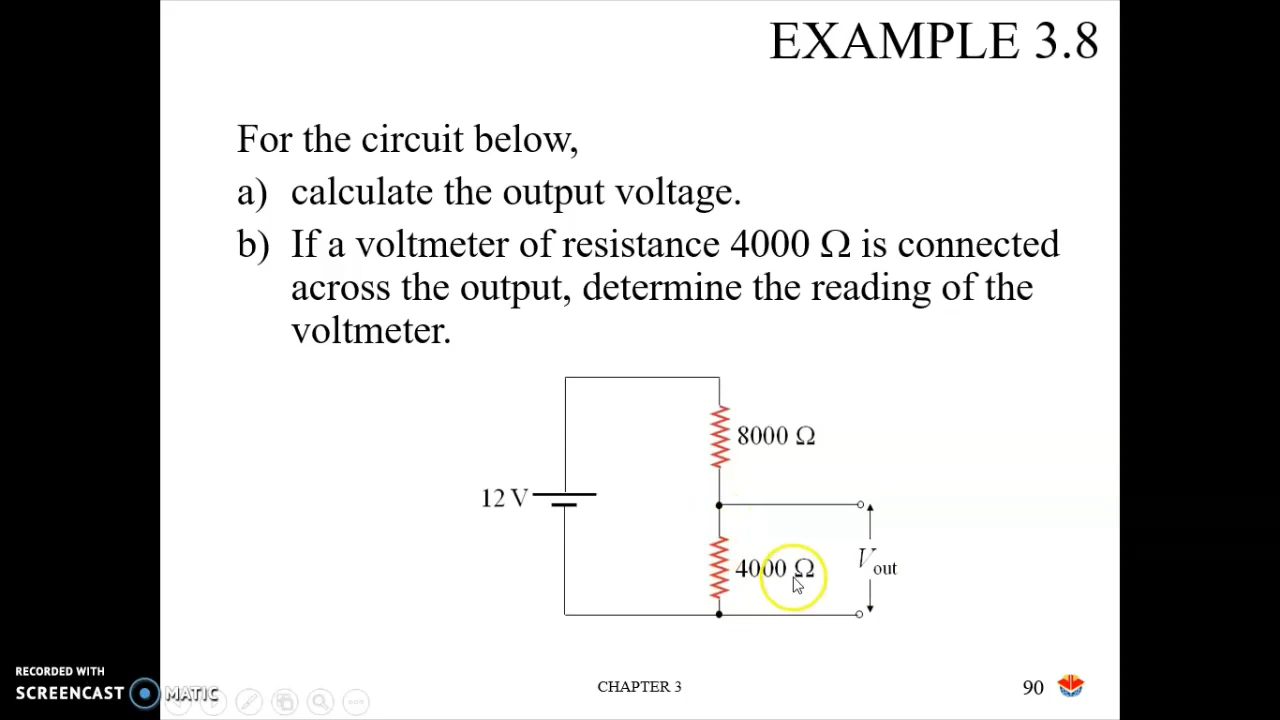 EXAMPLE 3.8
For the circuit below,
a) calculate the output voltage.
b) If a voltmeter of resistance 4000 Ω is connected
across the output, determine the reading of the
voltmeter.
8000 Ω
12 V
4000 Ω
Vout
RECORDED WITH
SCREENCAST MATIC
CHAPTER 3
90